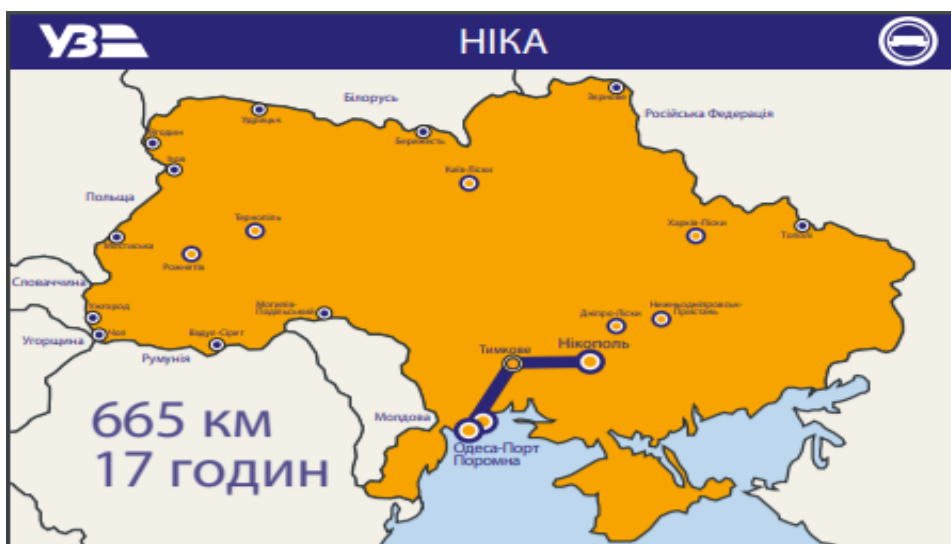 УЗ
НІКА
Білорусь
Зерново
Удрицьк
Російська Федерація
Ягодин
Бережесть
Ізов
Київ-Ліски
Польща
Тернопіль
Харків-Ліски
Мостиська
Тополі
Рожнятів
Словаччина
Ужгород
Могилів-
Подільський
Нижньодніпровськ-
Пристань
Дніпро-Ліски
Чоп
Вадул-Сірет
Угорщина
Румунія
Тимкове
Нікополь
Молдова
665 км
17 годин
Одеса-Порт
Поромна